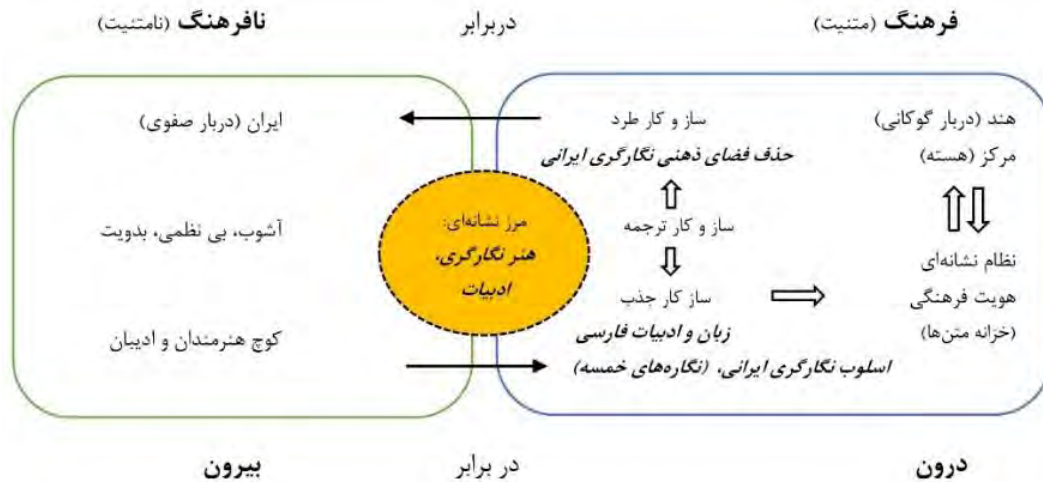 فرهنگ (متنیت)
دربرابر
نافرهنگ (نامتنیت)
هند (دربار گوکانی)
مرکز (هسته)
نظام نشانه‌ای
هویت فرهنگی
(خزانه متن‌ها)
ساز و کار طرد
حذف فضای ذهنی نگارگری ایرانی
ساز و کار ترجمه
ساز کار جذب
زبان و ادبیات فارسی
اسلوب نگارگری ایرانی، (نگاره‌های خمسه)
مرز نشانه‌ای:
هنر نگارگری،
ادبیات
ایران (دربار صفوی)
آشوب، بی نظمی، بدویت
کوچ هنرمندان و ادیبان
درون
در برابر
بیرون